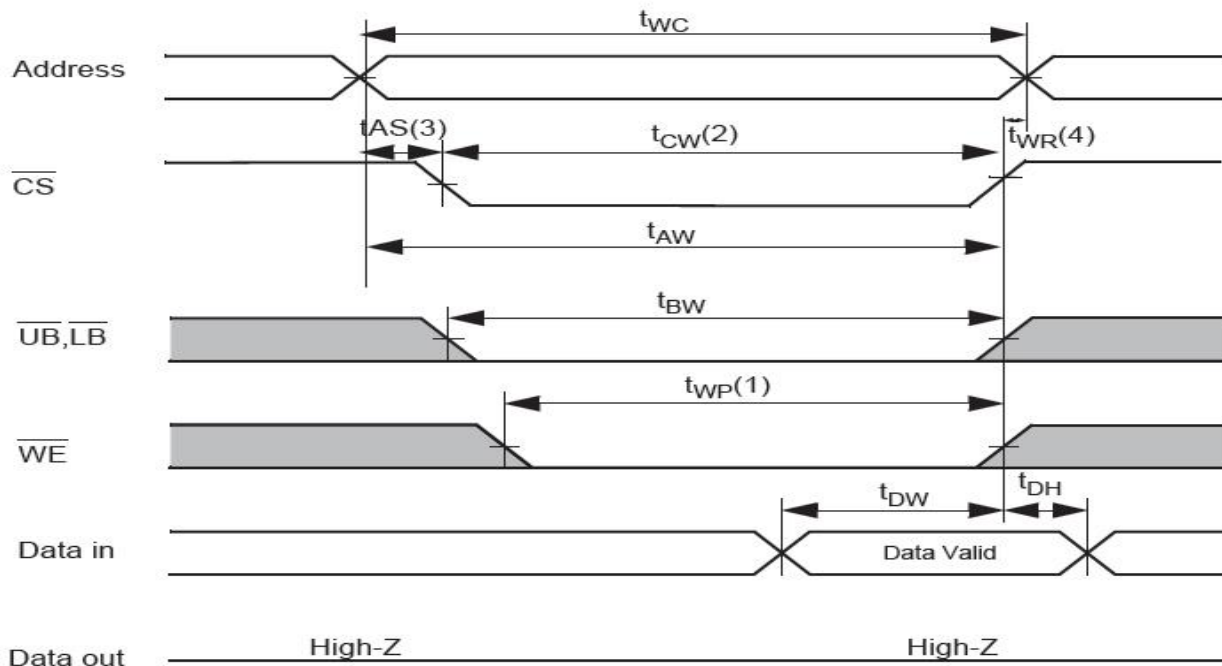 tWC
Address
tAS(3)
tCW(2)
tWR(4)
CS
tAW
tBW
UB,LB
tWP(1)
WE
tDW
tDH
Data in
Data Valid
High-Z
High-Z
Data out